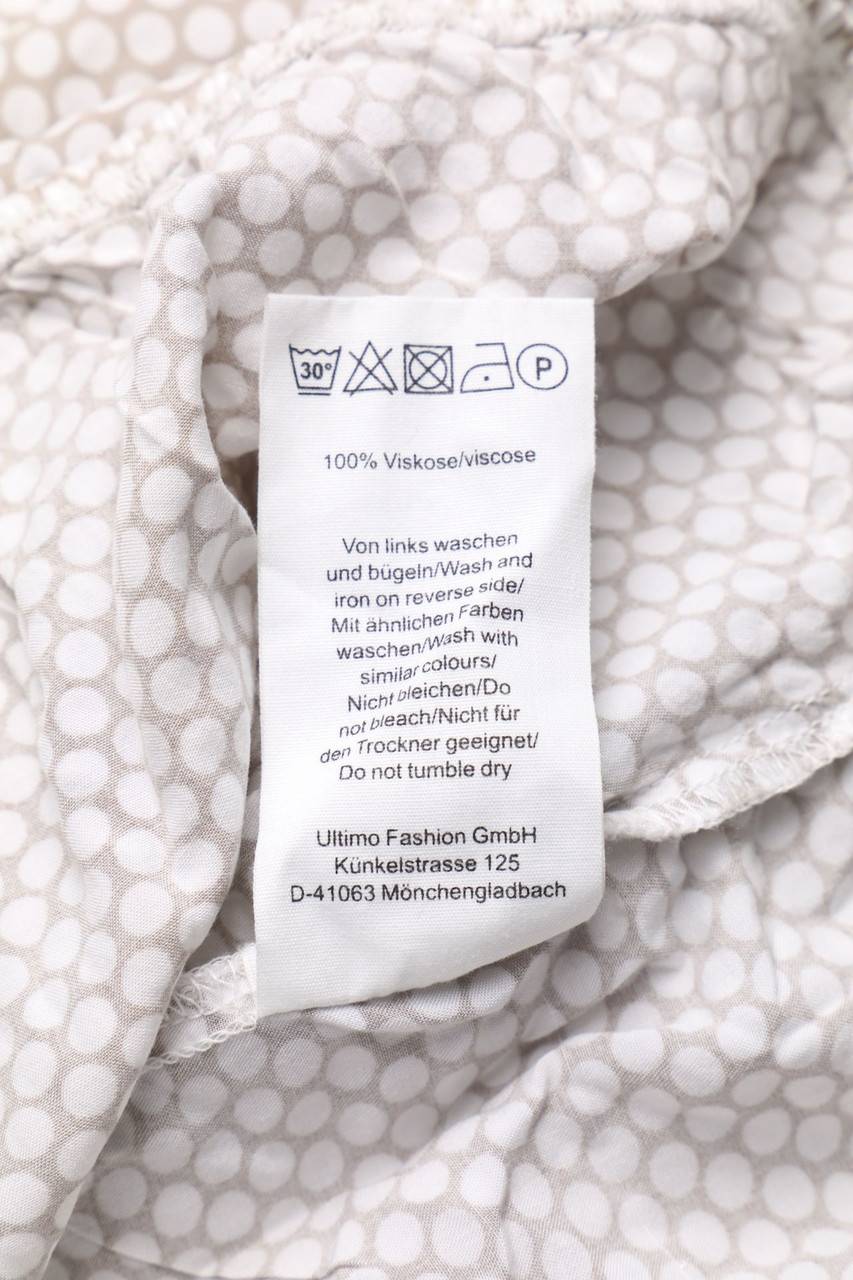 30° P
100% Viskose/viscose
Von links waschen
und bügeln/Wash and
iron on reverse side/
Mit ähnlichen Farben
waschen/Wash with
similar colours/
Nicht bleichen/Do
not bleach/Nicht für
den Trockner geeignet/
Do not tumble dry
Ultimo Fashion GmbH
Künkelstrasse 125
D-41063 Mönchengladbach